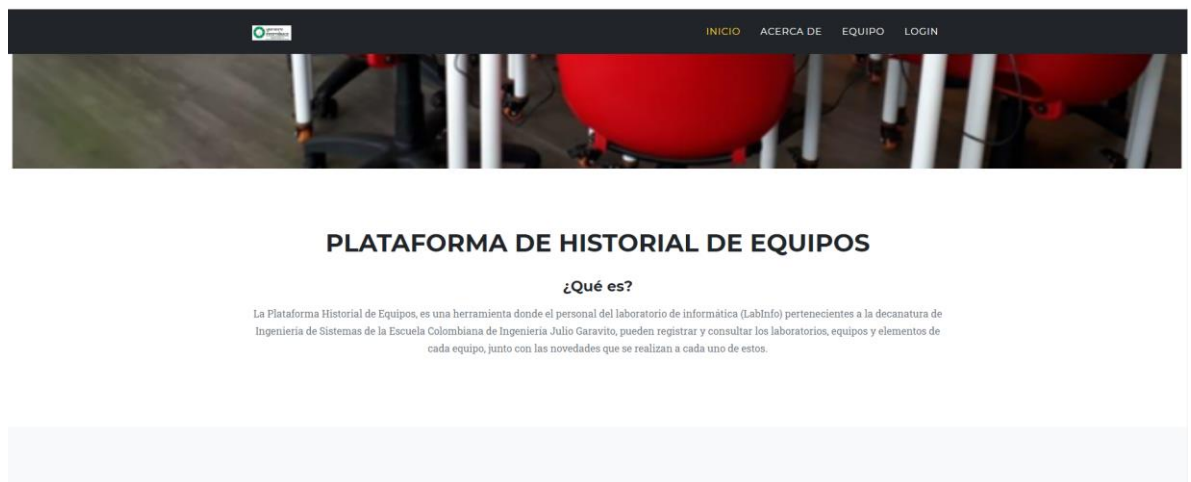 INICIO ACERCA DE EQUIPO LOGIN
PLATAFORMA DE HISTORIAL DE EQUIPOS
¿Qué es?
La Plataforma Historial de Equipos, es una herramienta donde el personal del laboratorio de informática (LabInfo) pertenecientes a la decanatura de
Ingeniería de Sistemas de la Escuela Colombiana de Ingeniería Julio Garavito, pueden registrar y consultar los laboratorios, equipos y elementos de
cada equipo, junto con las novedades que se realizan a cada uno de estos.